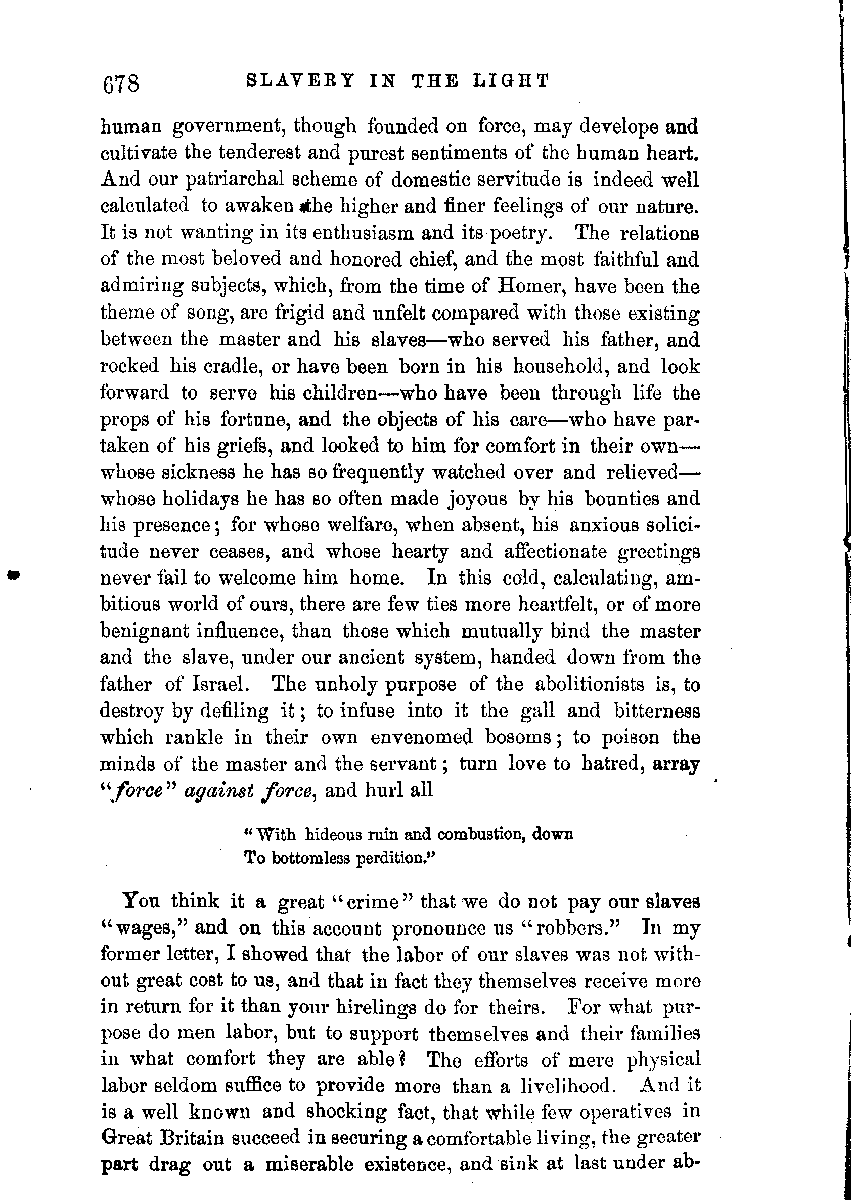 678 SLAVERY IN THE LIGHT
human government, though founded on force, may develope and
cultivate the tenderest and purest sentiments of the human heart.
And our patriarchal scheme of domestic servitude is indeed well
calculated to awaken the higher and finer feelings of our nature.
It is not wanting in its enthusiasm and its poetry. The relations
of the most beloved and honored chief, and the most faithful and
admiring subjects, which, from the time of Homer, have been the
theme of song, are frigid and unfelt compared with those existing
between the master and his slaves—who served his father, and
rocked his cradle, or have been born in his household, and look
forward to serve his children—who have been through life the
props of his fortune, and the objects of his care—who have par-
taken of his griefs, and looked to him for comfort in their own—
whose sickness he has so frequently watched over and relieved—
whose holidays he has so often made joyous by his bounties and
his presence; for whose welfare, when absent, his anxious solici-
tude never ceases, and whose hearty and affectionate greetings
never fail to welcome him home. In this cold, calculating, am-
bitious world of ours, there are few ties more heartfelt, or of more
benignant influence, than those which mutually bind the master
and the slave, under our ancient system, handed down from the
father of Israel. The unholy purpose of the abolitionists is, to
destroy by defiling it; to infuse into it the gall and bitterness
which rankle in their own envenomed bosoms; to poison the
minds of the master and the servant; turn love to hatred, array
"force" against force, and hurl all
"With hideous ruin and combustion, down
To bottomless perdition."
You think it a great "crime" that we do not pay our slaves
"wages," and on this account pronounce us "robbers." In my
former letter, I showed that the labor of our slaves was not with-
out great cost to us, and that in fact they themselves receive more
in return for it than your hirelings do for theirs. For what pur-
pose do men labor, but to support themselves and their families
in what comfort they are able? The efforts of mere physical
labor seldom suffice to provide more than a livelihood. And it
is a well known and shocking fact, that while few operatives in
Great Britain succeed in securing a comfortable living, the greater
part drag out a miserable existence, and sink at last under ab-